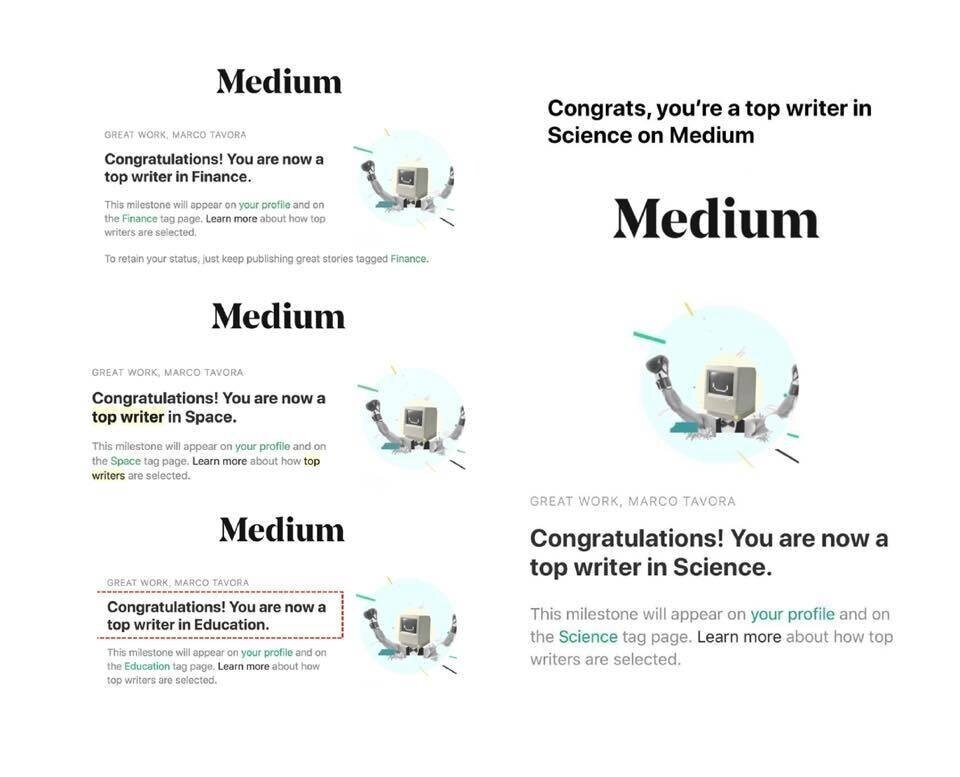 Medium
GREAT WORK, MARCO TAVORA
Congratulations! You are now a
top writer in Finance.
This milestone will appear on your profile and on
the Finance tag page. Learn more about how top
writers are selected.
To retain your status, just keep publishing great stories tagged Finance.
Medium
GREAT WORK, MARCO TAVORA
Congratulations! You are now a
top writer in Space.
This milestone will appear on your profile and on
the Space tag page. Learn more about how top
writers are selected.
Medium
GREAT WORK, MARCO TAVORA
Congratulations! You are now a
top writer in Education.
This milestone will appear on your profile and on
the Education tag page. Learn more about how
top writers are selected.
Congrats, you’re a top writer in
Science on Medium
Medium
GREAT WORK, MARCO TAVORA
Congratulations! You are now a
top writer in Science.
This milestone will appear on your profile and on
the Science tag page. Learn more about how top
writers are selected.